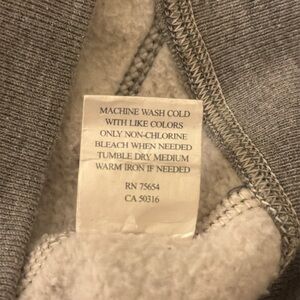 MACHINE WASH COLD
WITH LIKE COLORS
ONLY NON-CHLORINE
BLEACH WHEN NEEDED
TUMBLE DRY MEDIUM
WARM IRON IF NEEDED
RN 75654
CA 50316